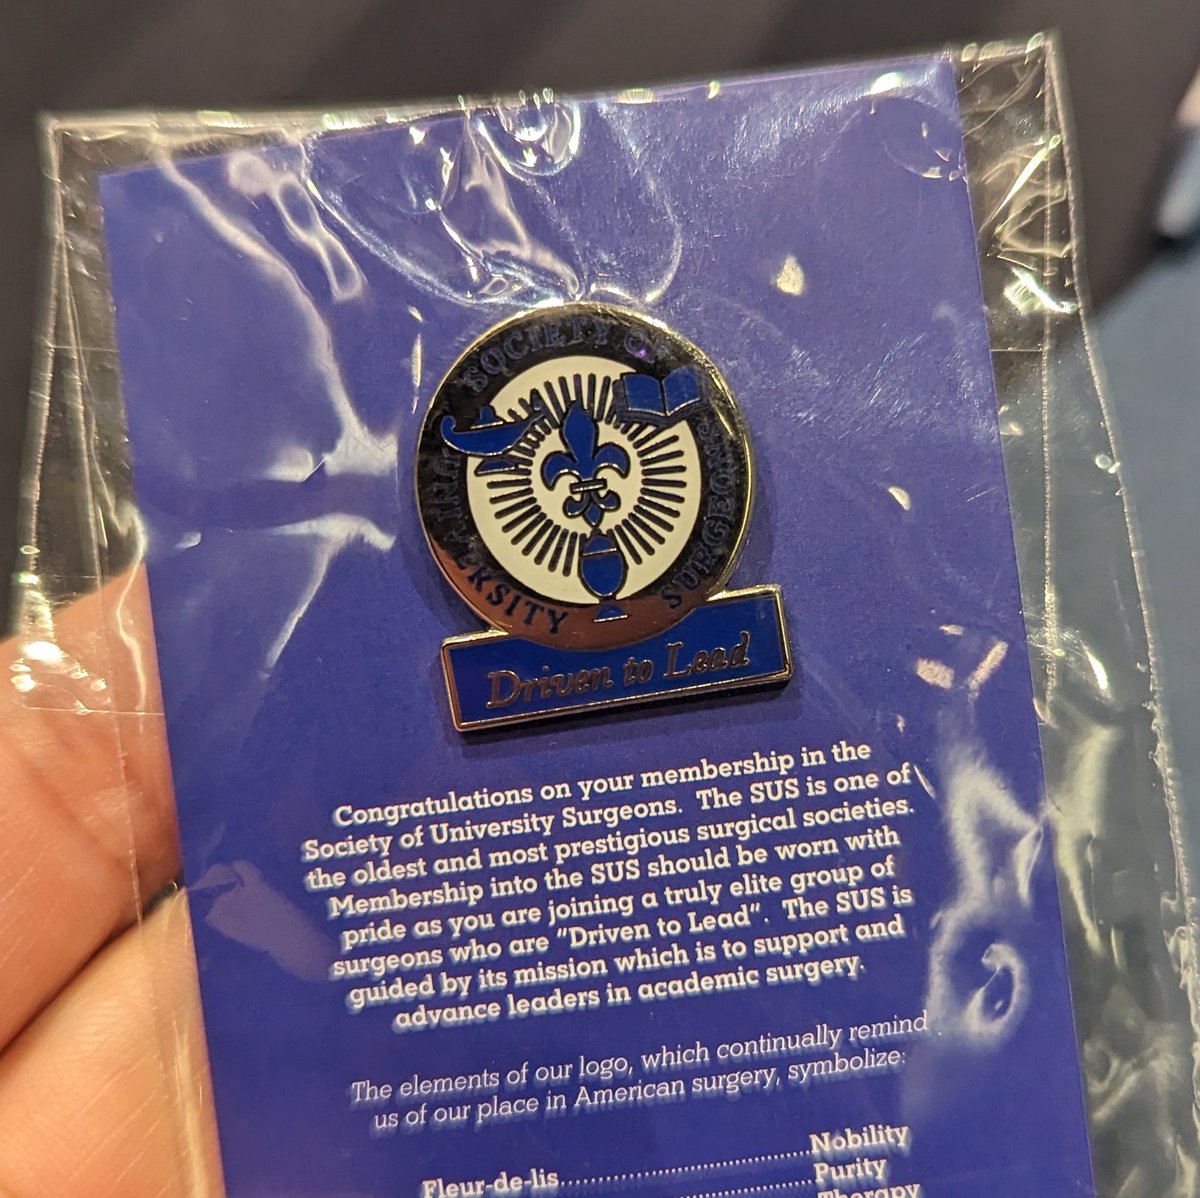 SOCIETY OF
UNIVERSITY
SURGEONS
Driven to Lead
Congratulations on your membership in the
Society of University Surgeons. The SUS is one of
the oldest and most prestigious surgical societies.
Membership into the SUS should be worn with
pride as you are joining a truly elite group of
surgeons who are "Driven to Lead". The SUS is
guided by its mission which is to support and
advance leaders in academic surgery.
The elements of our logo, which continually remind
us of our place in American surgery, symbolize:
Fleur-de-lis..............................Nobility
..............................Purity
Therapy